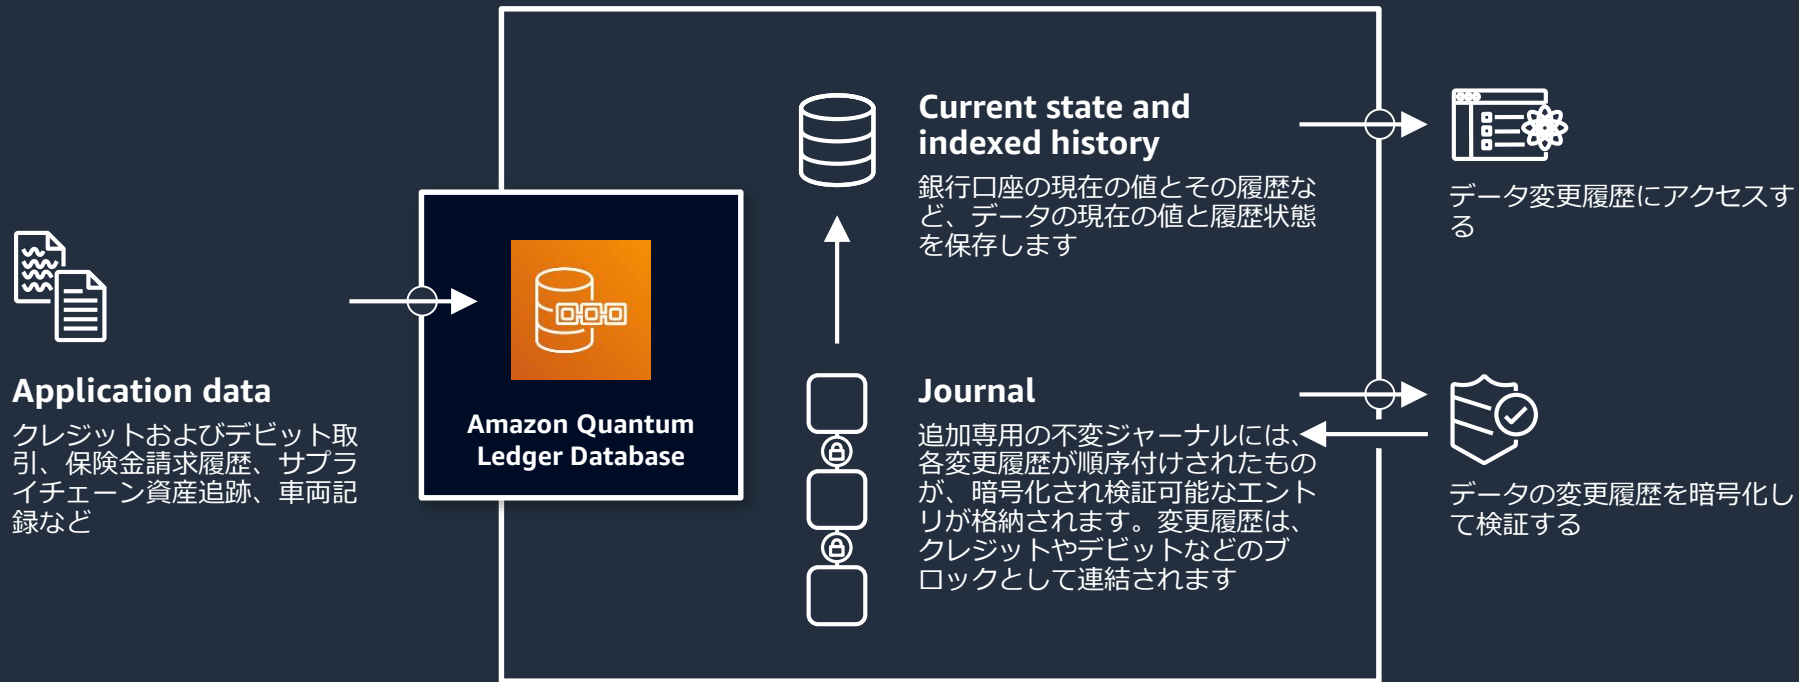 Application data
クレジットおよびデビット取
引、保険金請求履歴、サプラ
イチェーン資産追跡、車両記
録など
Amazon Quantum
Ledger Database
Current state and
indexed history
銀行口座の現在の値とその履歴な
ど、データの現在の値と履歴状態
を保存します
Journal
追加専用の不変ジャーナルには、
各変更履歴が順序付けされたもの
が、暗号化され検証可能なエント
リが格納されます。変更履歴は、
クレジットやデビットなどのブ
ロックとして連結されます
データ変更履歴にアクセスす
る
データの変更履歴を暗号化し
て検証する